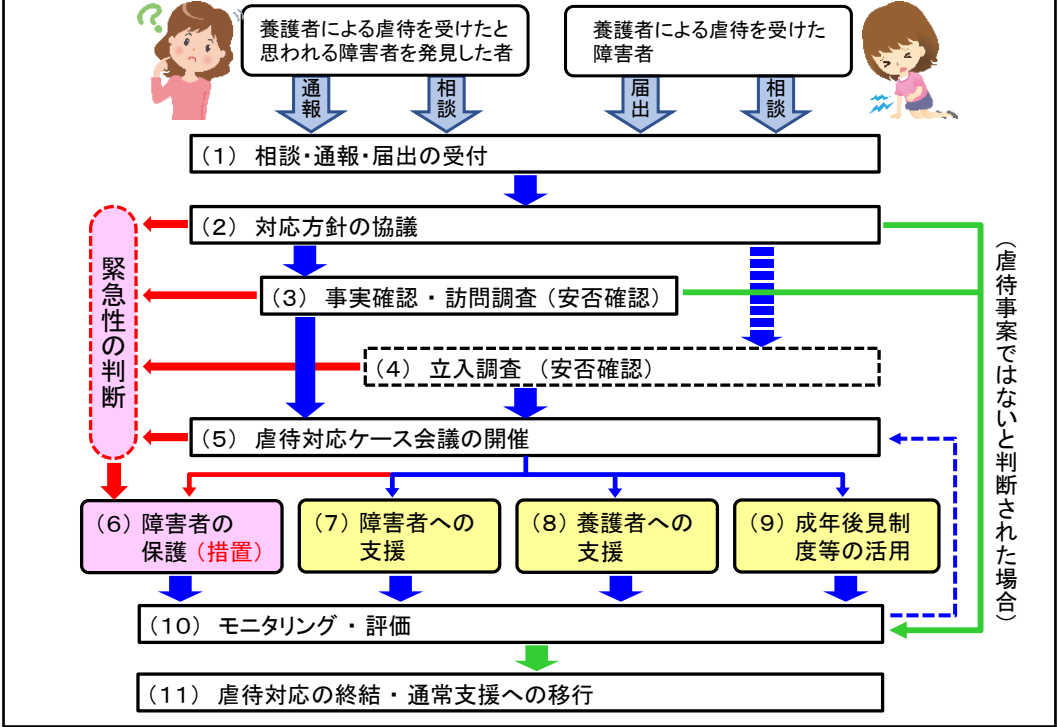 養護者による虐待を受けたと
思われる障害者を発見した者
養護者による虐待を受けた
障害者
通報
相談
届出
相談
(1) 相談・通報・届出の受付
(2) 対応方針の協議
緊急性の判断
(3) 事実確認・訪問調査(安否確認)
(4) 立入調査 (安否確認)
(5) 虐待対応ケース会議の開催
(虐待事案ではないと判断された場合)
(6) 障害者の
保護(措置)
(7) 障害者への
支援
(8) 養護者への
支援
(9) 成年後見制
度等の活用
(10) モニタリング・評価
(11) 虐待対応の終結・通常支援への移行